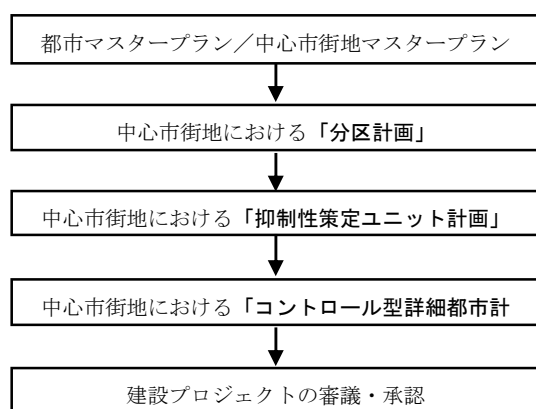 都市マスタープラン／中心市街地マスタープラン
中心市街地における「分区計画」
中心市街地における「抑制性策定ユニット計画」
中心市街地における「コントロール型詳細都市計
建設プロジェクトの審議・承認